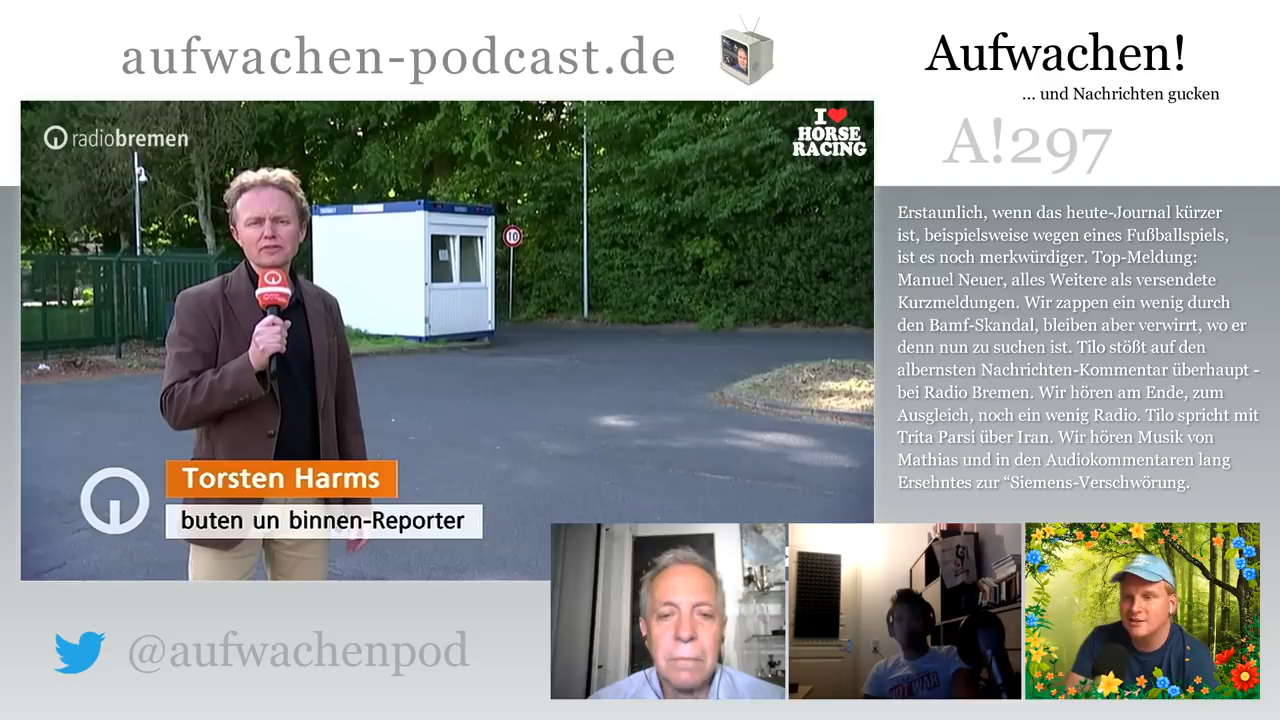 aufwachen-podcast.de
Aufwachen!
... und Nachrichten gucken
A!297
radiobremen
I
HORSE
RACING
10
Erstaunlich, wenn das heute-Journal kürzer
ist, beispielsweise wegen eines Fußballspiels,
ist es noch merkwürdiger. Top-Meldung:
Manuel Neuer, alles Weitere als versendete
Kurzmeldungen. Wir zappen ein wenig durch
den Bamf-Skandal, bleiben aber verwirrt, wo er
denn nun zu suchen ist. Tilo stößt auf den
albernsten Nachrichten-Kommentar überhaupt -
bei Radio Bremen. Wir hören am Ende, zum
Ausgleich, noch ein wenig Radio. Tilo spricht mit
Trita Parsi über Iran. Wir hören Musik von
Mathias und in den Audiokommentaren lang
Ersehntes zur “Siemens-Verschwörung.
Torsten Harms
buten un binnen-Reporter
@aufwachenpod